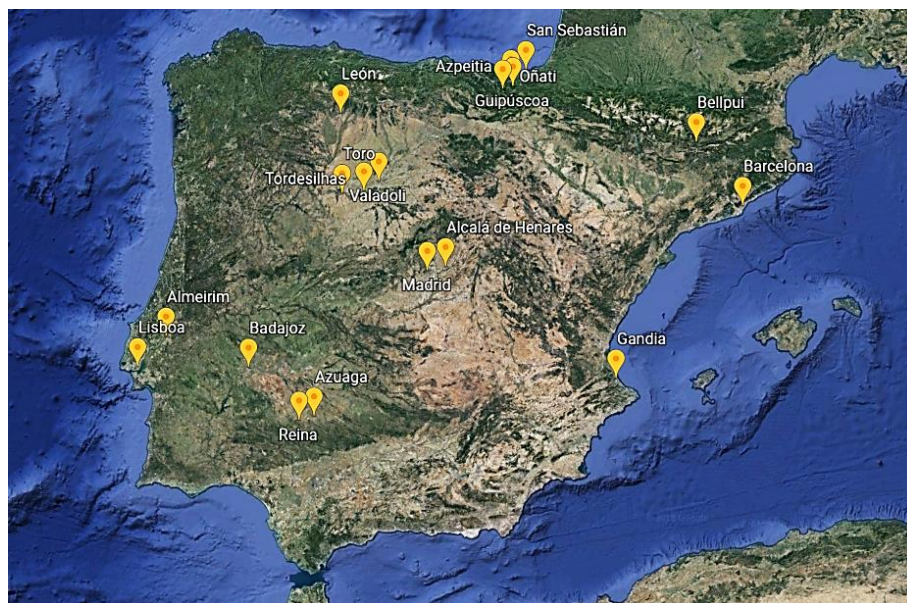 San Sebastián
Azpeitia
Oñati
León
Guipúscoa
Bellpui
Toro
Tordesilhas
Valadoli
Barcelona
Alcalá de Henares
Madrid
Almeirim
Lisboa
Badajoz
Gandia
Azuaga
Reina